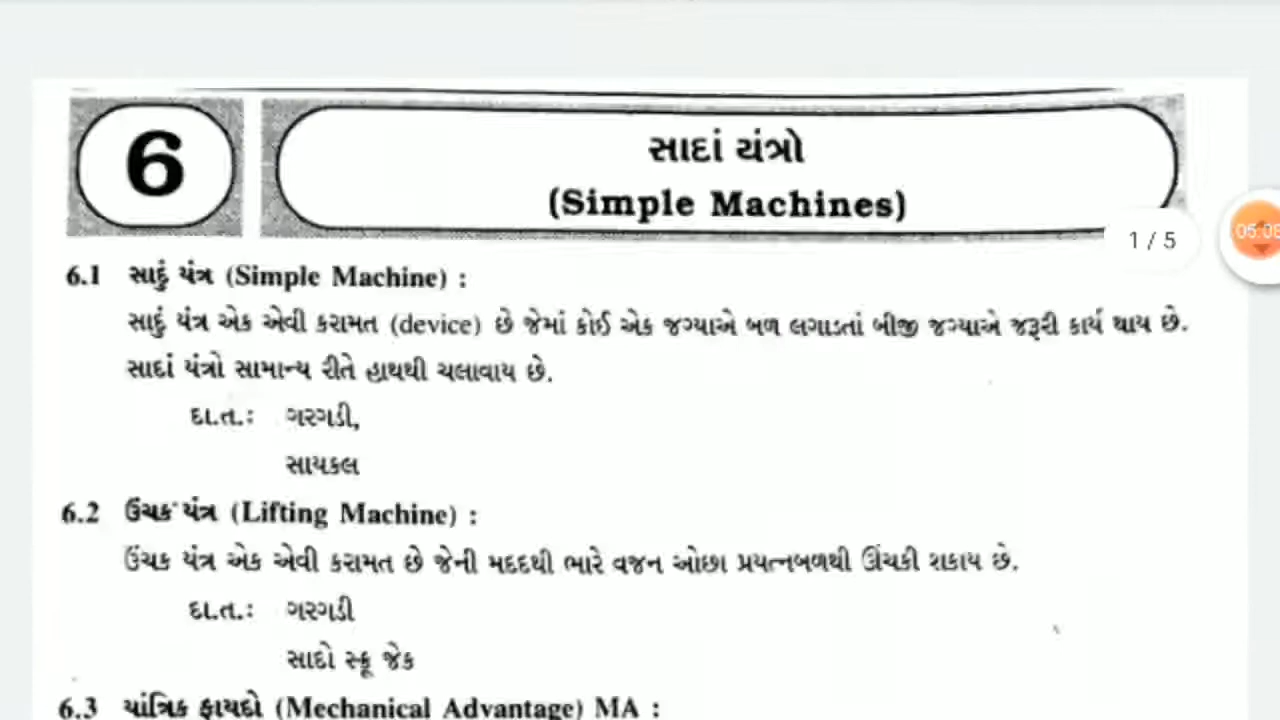 6
સાદાં યંત્રો
(Simple Machines)
1 / 5
05:08
6.1 સાદું યંત્ર (Simple Machine) :
સાદું યંત્ર એક એવી કરામત (device) છે જેમાં કોઈ એક જગ્યાએ બળ લગાડતાં બીજી જગ્યાએ જરૂરી કાર્ય થાય છે.
સાદાં યંત્રો સામાન્ય રીતે હાથથી ચલાવાય છે.
દા.ત.: ગરગડી,
સાયકલ
6.2 ઉંચક યંત્ર (Lifting Machine) :
ઉંચક યંત્ર એક એવી કરામત છે જેની મદદથી ભારે વજન ઓછા પ્રયત્નબળથી ઊંચકી શકાય છે.
દા.ત.: ગરગડી
સાદો સ્ક્રૂ જેક
6.3 યાંત્રિક ફાયદો (Mechanical Advantage) MA :